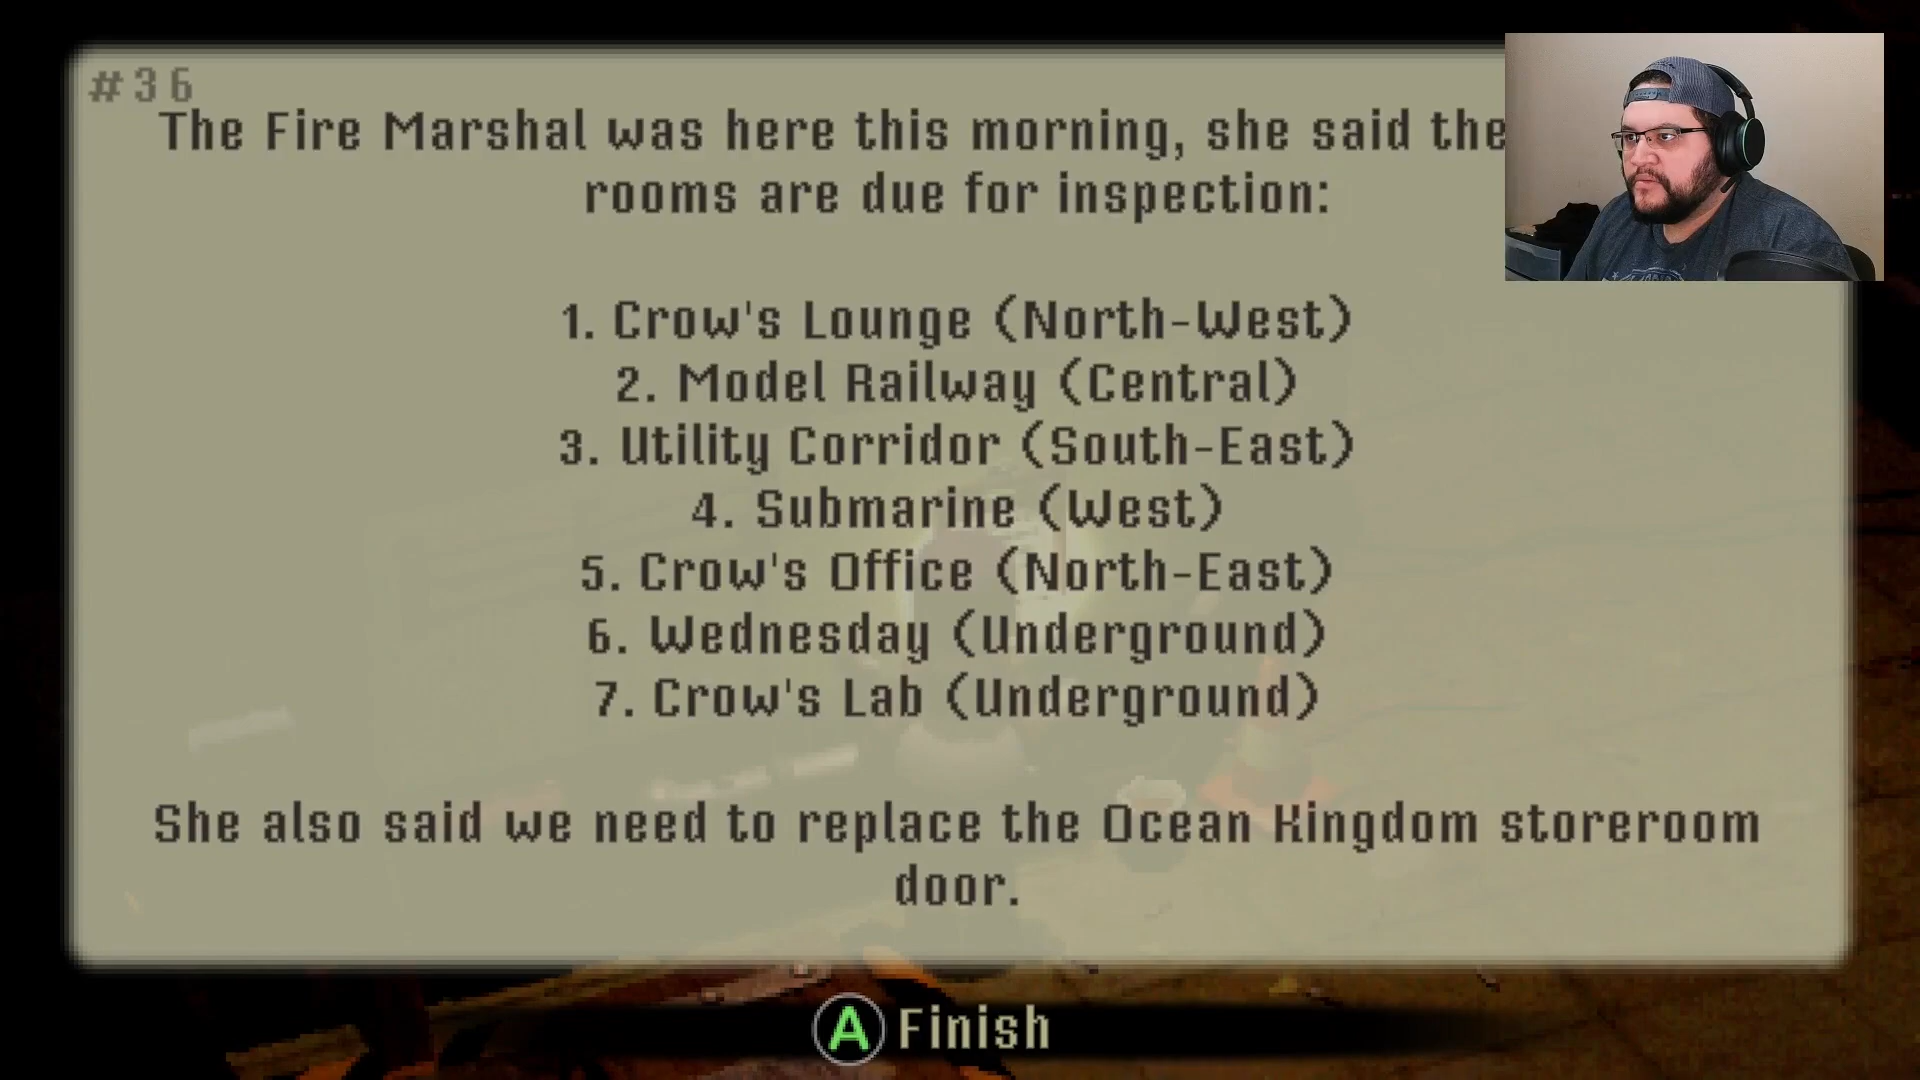 #36
The Fire Marshal was here this morning, she said the
rooms are due for inspection:
1. Crow's Lounge (North-West)
2. Model Railway (Central)
3. Utility Corridor (South-East)
4. Submarine (West)
5. Crow's Office (North-East)
6. Wednesday (Underground)
7. Crow's Lab (Underground)
She also said we need to replace the Ocean Kingdom storeroom
door.
A Finish